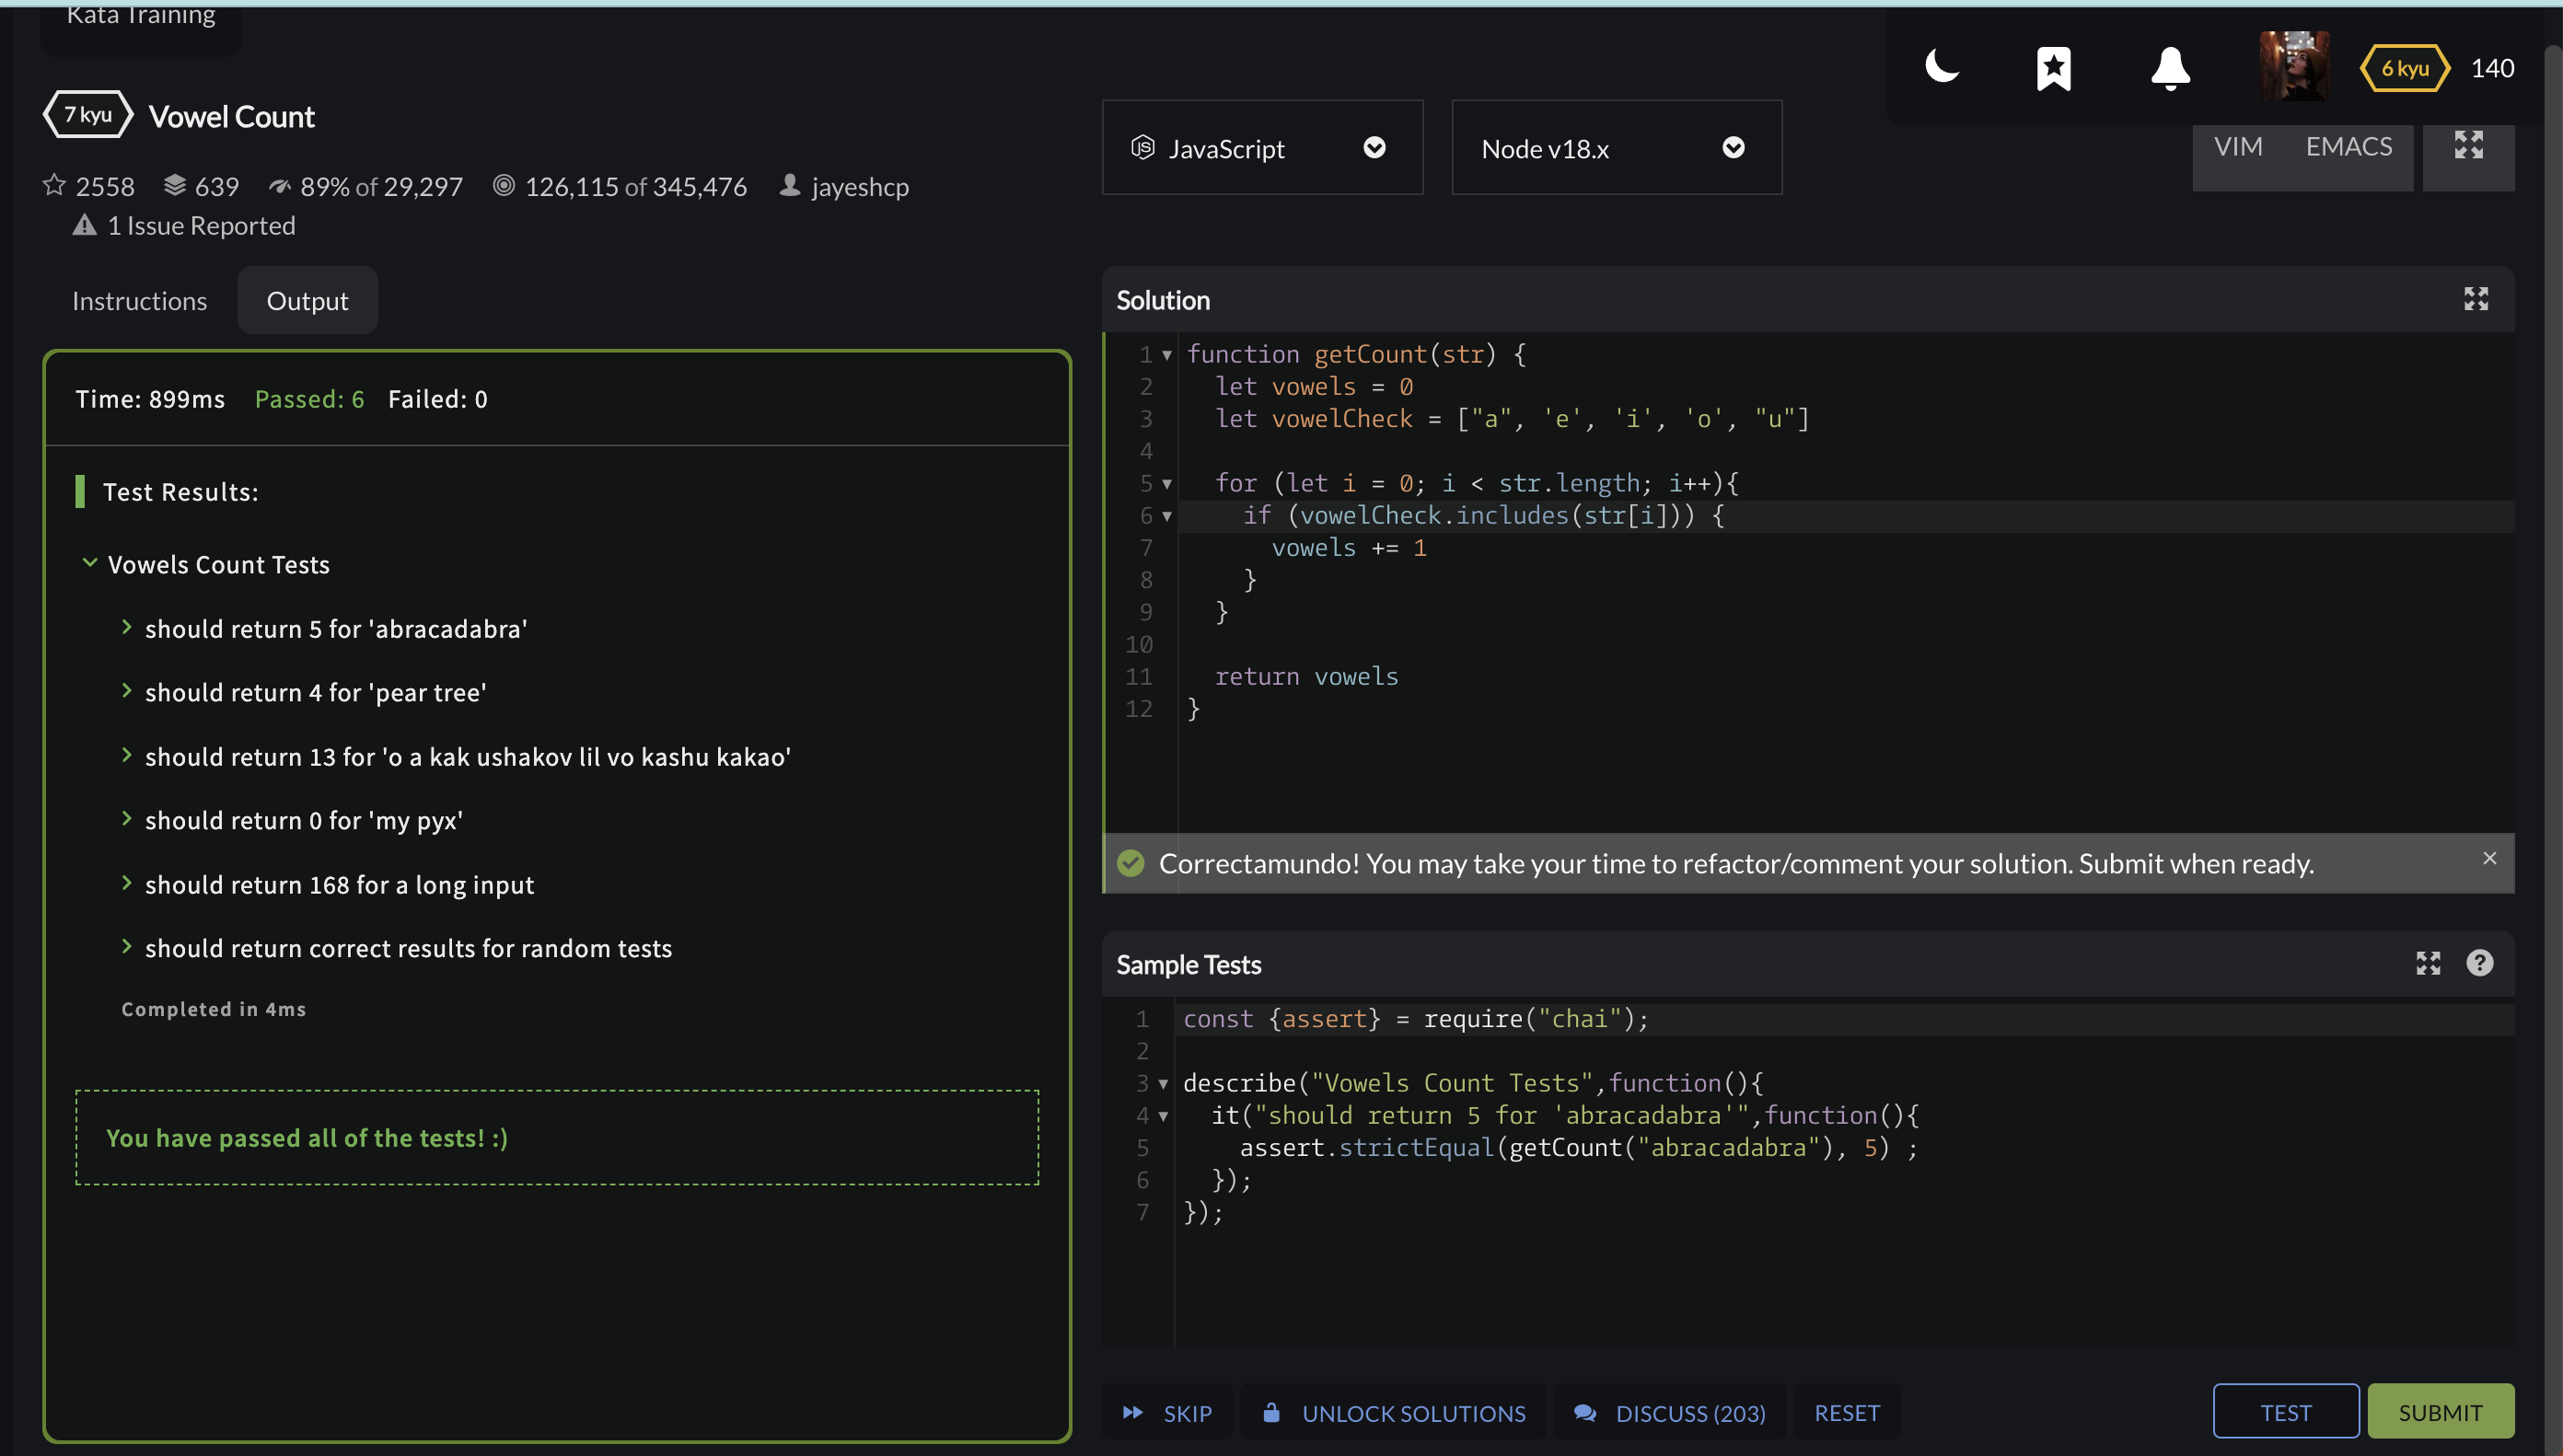 Kata Training
6 kyu 140
7 kyu Vowel Count
2558 639 89% of 29,297 126,115 of 345,476 jayeshcp
1 Issue Reported
JavaScript
Node v18.x
VIM EMACS
Instructions Output
Time: 899ms Passed: 6 Failed: 0
Test Results:
Vowels Count Tests
should return 5 for 'abracadabra'
should return 4 for 'pear tree'
should return 13 for 'o a kak ushakov lil vo kashu kakao'
should return 0 for 'my pyx'
should return 168 for a long input
should return correct results for random tests
Completed in 4ms
You have passed all of the tests! :)
Solution
1 function getCount(str) {
2 let vowels = 0
3 let vowelCheck = ["a", 'e', 'i', 'o', "u"]
4
5 for (let i = 0; i < str.length; i++){
6 if (vowelCheck.includes(str[i])) {
7 vowels += 1
8 }
9 }
10
11 return vowels
12 }
Correctamundo! You may take your time to refactor/comment your solution. Submit when ready.
Sample Tests
1 const {assert} = require("chai");
2
3 describe("Vowels Count Tests",function(){
4 it("should return 5 for 'abracadabra'",function(){
5 assert.strictEqual(getCount("abracadabra"), 5) ;
6 });
7 });
SKIP UNLOCK SOLUTIONS DISCUSS (203) RESET TEST SUBMIT